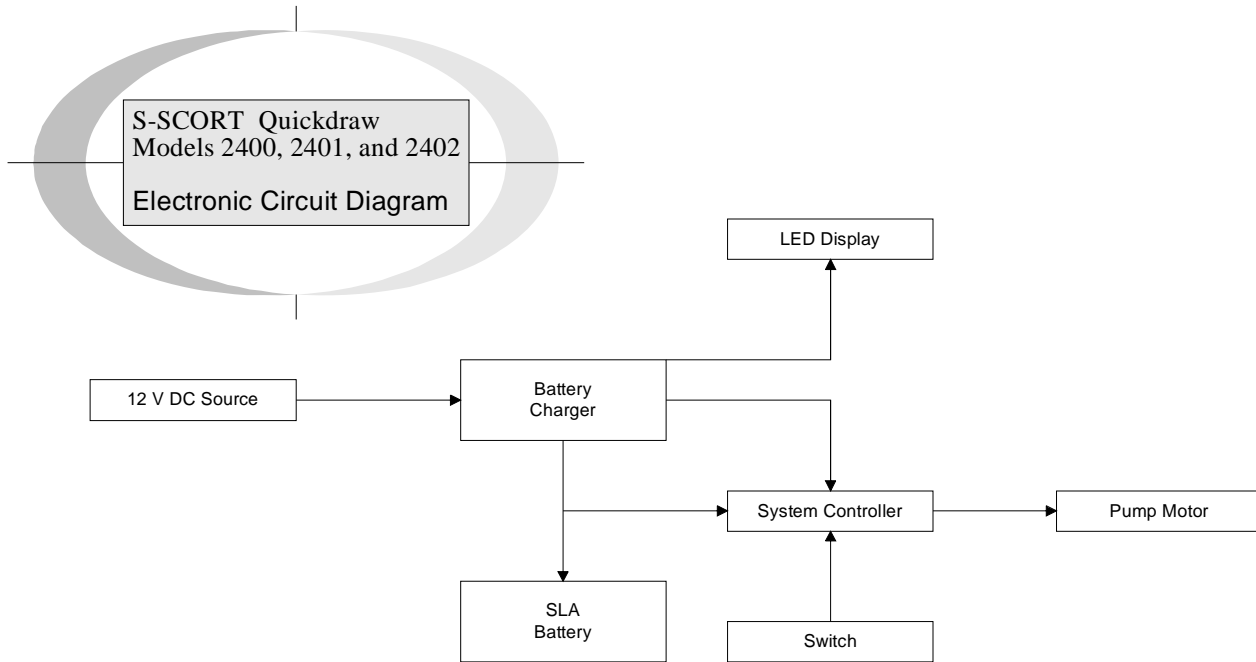 S-SCORT Quickdraw
Models 2400, 2401, and 2402
Electronic Circuit Diagram
LED Display
12 V DC Source
Battery
Charger
System Controller
Pump Motor
SLA
Battery
Switch